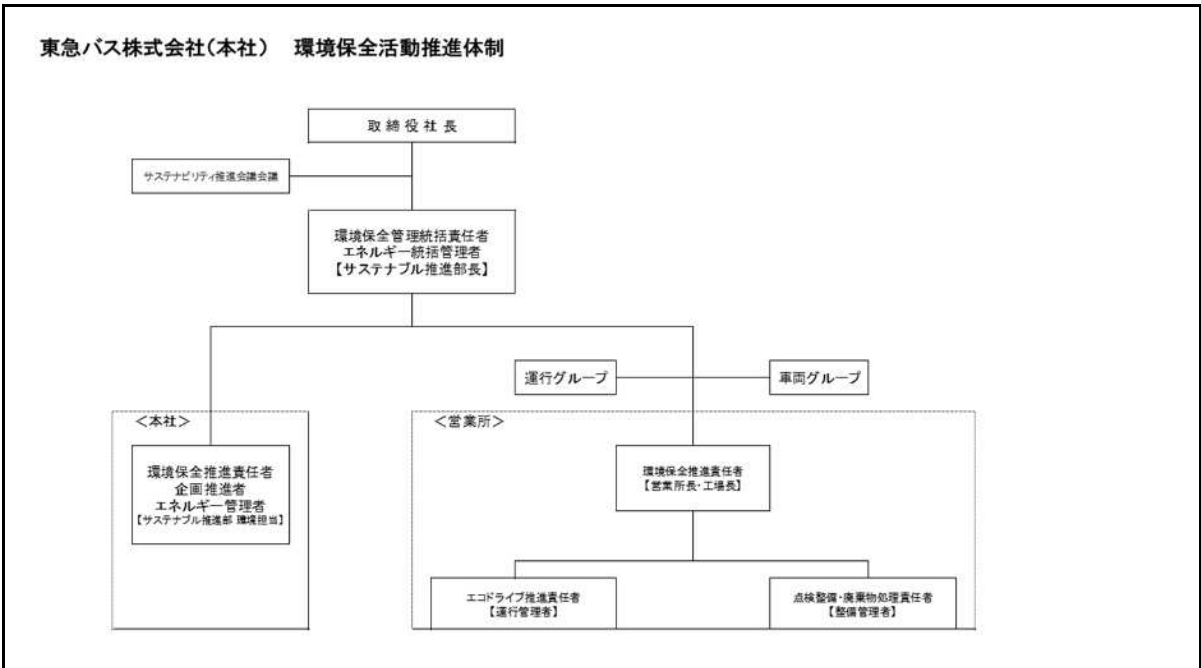 東急バス株式会社(本社) 環境保全活動推進体制
取締役社長
サステナビリティ推進会議会議
環境保全管理統括責任者
エネルギー統括管理者
【サステナブル推進部長】
運行グループ
車両グループ
<本社>
環境保全推進責任者
企画推進者
エネルギー管理者
【サステナブル推進部 環境担当】
<営業所>
環境保全推進責任者
【営業所長・工場長】
エコドライブ推進責任者
【運行管理者】
点検整備・廃棄物処理責任者
【整備管理者】